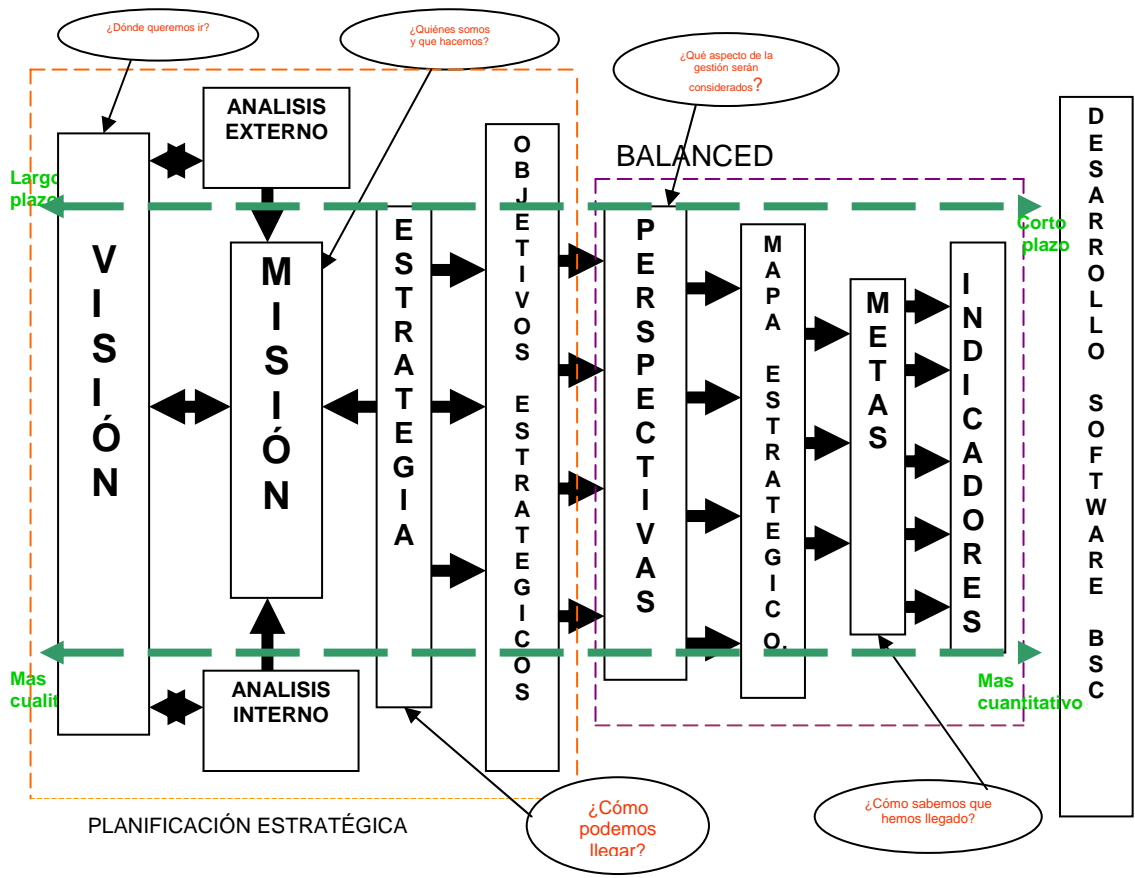 ¿Dónde queremos ir?
¿Quiénes somos
y que hacemos?
¿Qué aspecto de la
gestión serán
considerados?
ANALISIS
EXTERNO
BALANCED
Largo
plazo
Corto
plazo
VISIÓN
MISIÓN
ESTRATEGIA
OBJETIVOS ESTRATEGICOS
PERSPECTIVAS
MAPA ESTRATEGICO.
METAS
INDICADORES
DESARROLLO SOFTWARE BSC
Mas
cualit
ANALISIS
INTERNO
Mas
cuantitativo
PLANIFICACIÓN ESTRATÉGICA
¿Cómo
podemos
llegar?
¿Cómo sabemos que
hemos llegado?